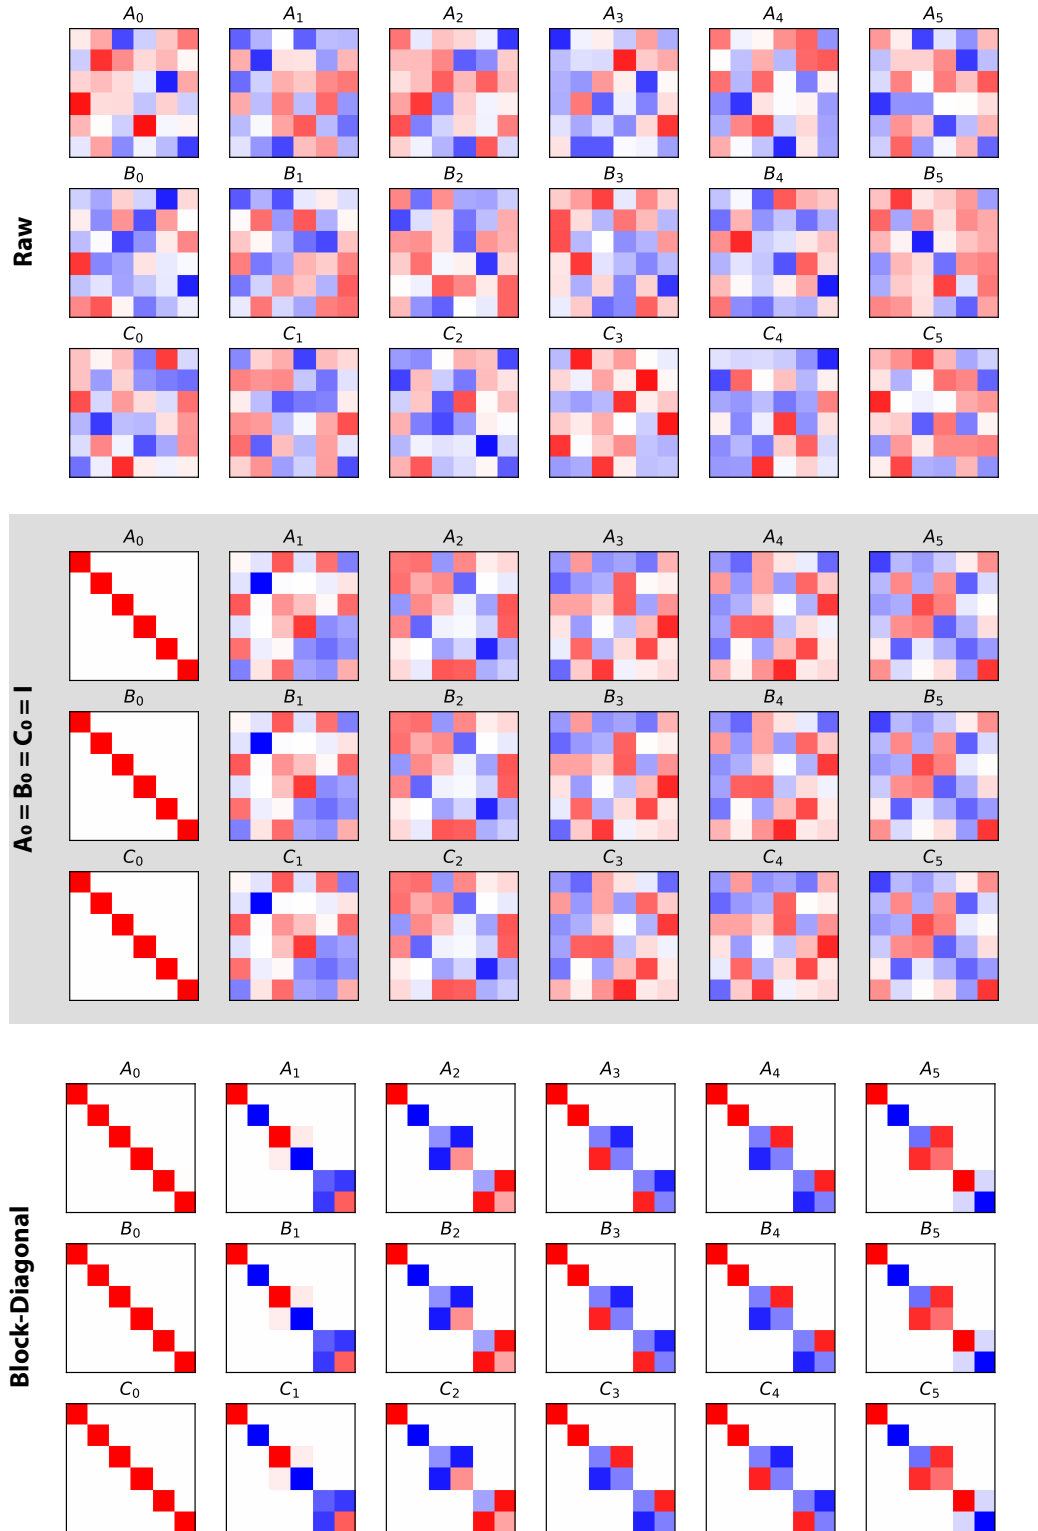 A₀ A₁ A₂ A₃ A₄ A₅
Raw
B₀ B₁ B₂ B₃ B₄ B₅
C₀ C₁ C₂ C₃ C₄ C₅
A₀ A₁ A₂ A₃ A₄ A₅
A₀ = B₀ = C₀ = I
B₀ B₁ B₂ B₃ B₄ B₅
C₀ C₁ C₂ C₃ C₄ C₅
A₀ A₁ A₂ A₃ A₄ A₅
Block-Diagonal
B₀ B₁ B₂ B₃ B₄ B₅
C₀ C₁ C₂ C₃ C₄ C₅